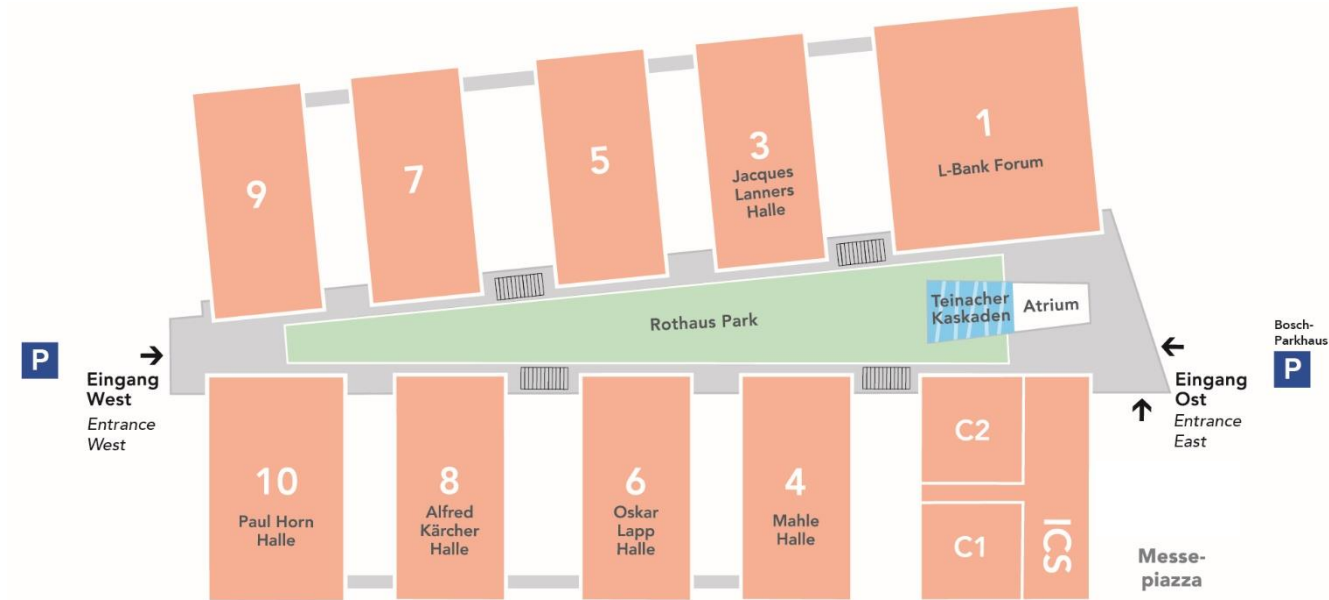 9
7
5
3
Jacques
Lanners
Halle
1
L-Bank Forum
Rothaus Park
Teinacher
Kaskaden
Atrium
P
Eingang
West
Entrance
West
Bosch-
Parkhaus
P
Eingang
Ost
Entrance
East
10
Paul Horn
Halle
8
Alfred
Kärcher
Halle
6
Oskar
Lapp
Halle
4
Mahle
Halle
C2
C1
ICS
Messe-
piazza